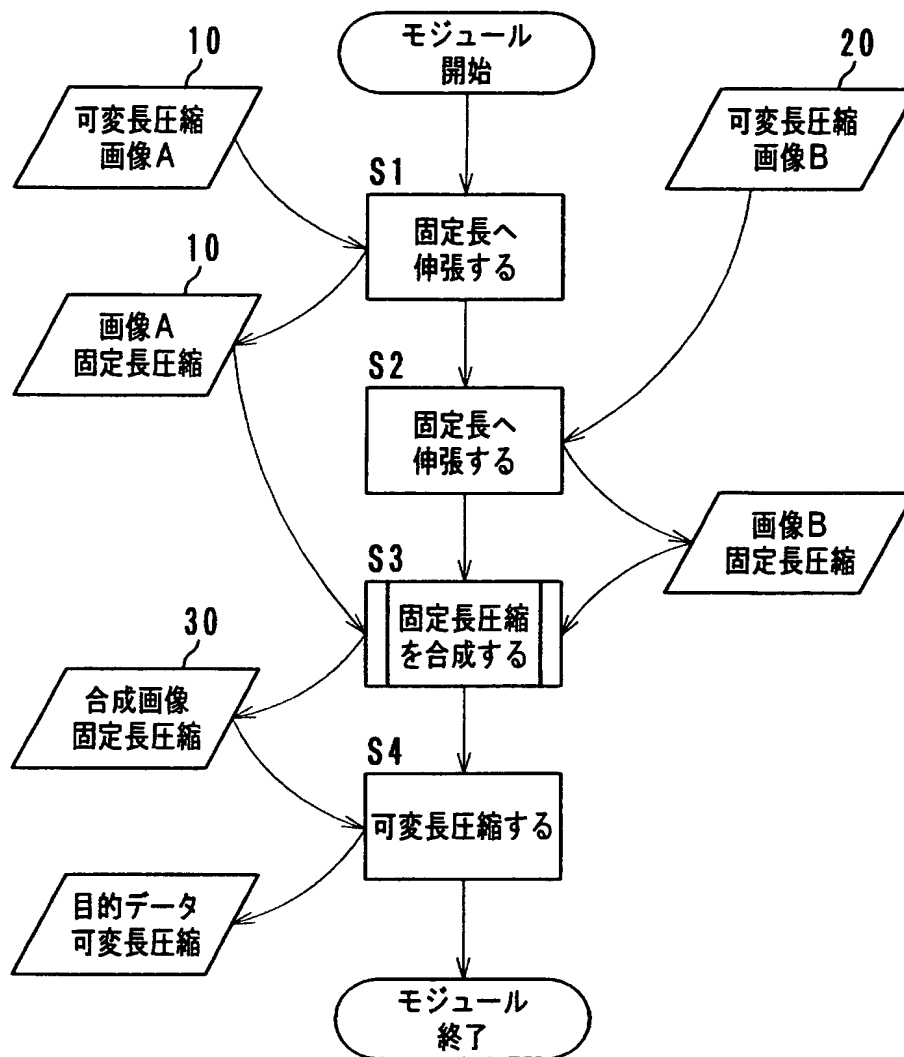 モジュール
開始
10
可変長圧縮
画像A
20
可変長圧縮
画像B
S1
固定長へ
伸張する
10
画像A
固定長圧縮
S2
固定長へ
伸張する
画像B
固定長圧縮
S3
固定長圧縮
を合成する
30
合成画像
固定長圧縮
S4
可変長圧縮する
目的データ
可変長圧縮
モジュール
終了